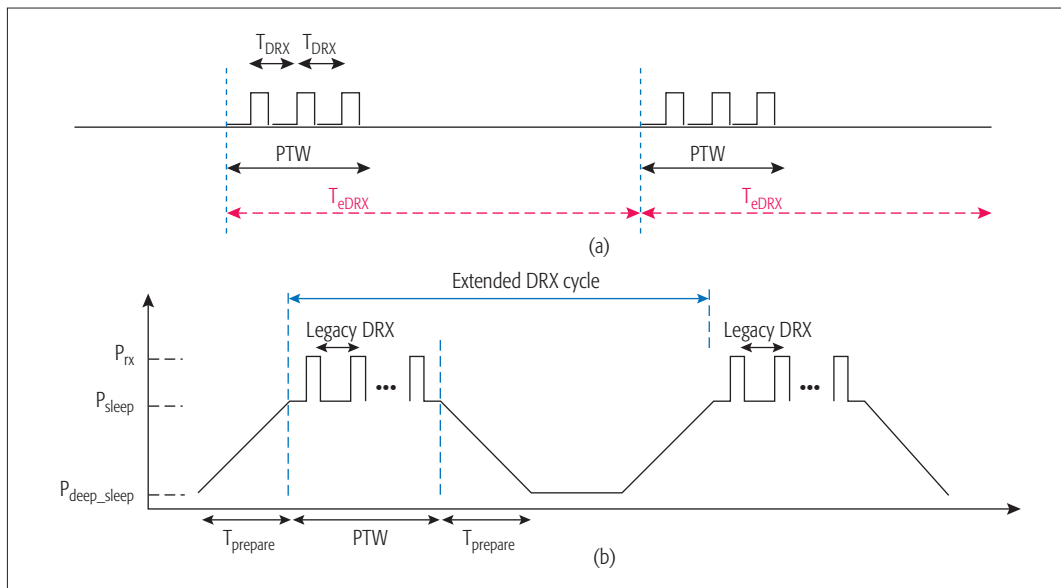 T_DRX T_DRX
PTW PTW
T_eDRX T_eDRX
(a)
Extended DRX cycle
Legacy DRX Legacy DRX
P_rx
... ...
P_sleep
P_deep_sleep
T_prepare PTW T_prepare
(b)